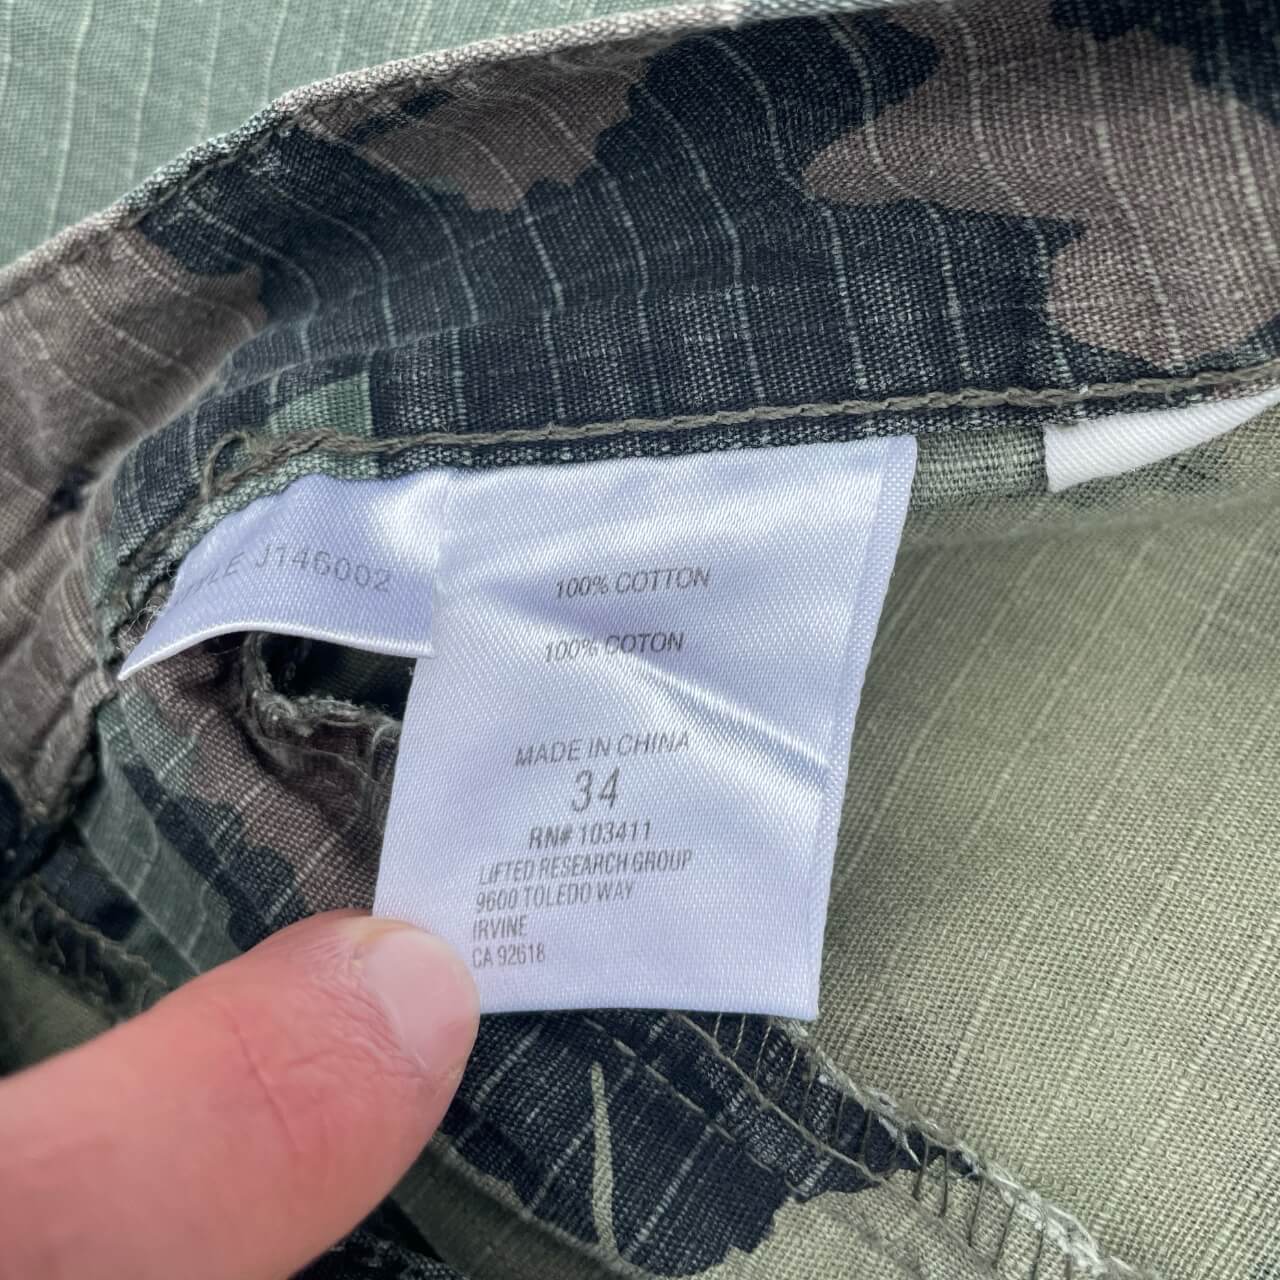 STYLE J146002
100% COTTON
100% COTON
MADE IN CHINA
34
RN# 103411
LIFTED RESEARCH GROUP
9600 TOLEDO WAY
IRVINE
CA 92618